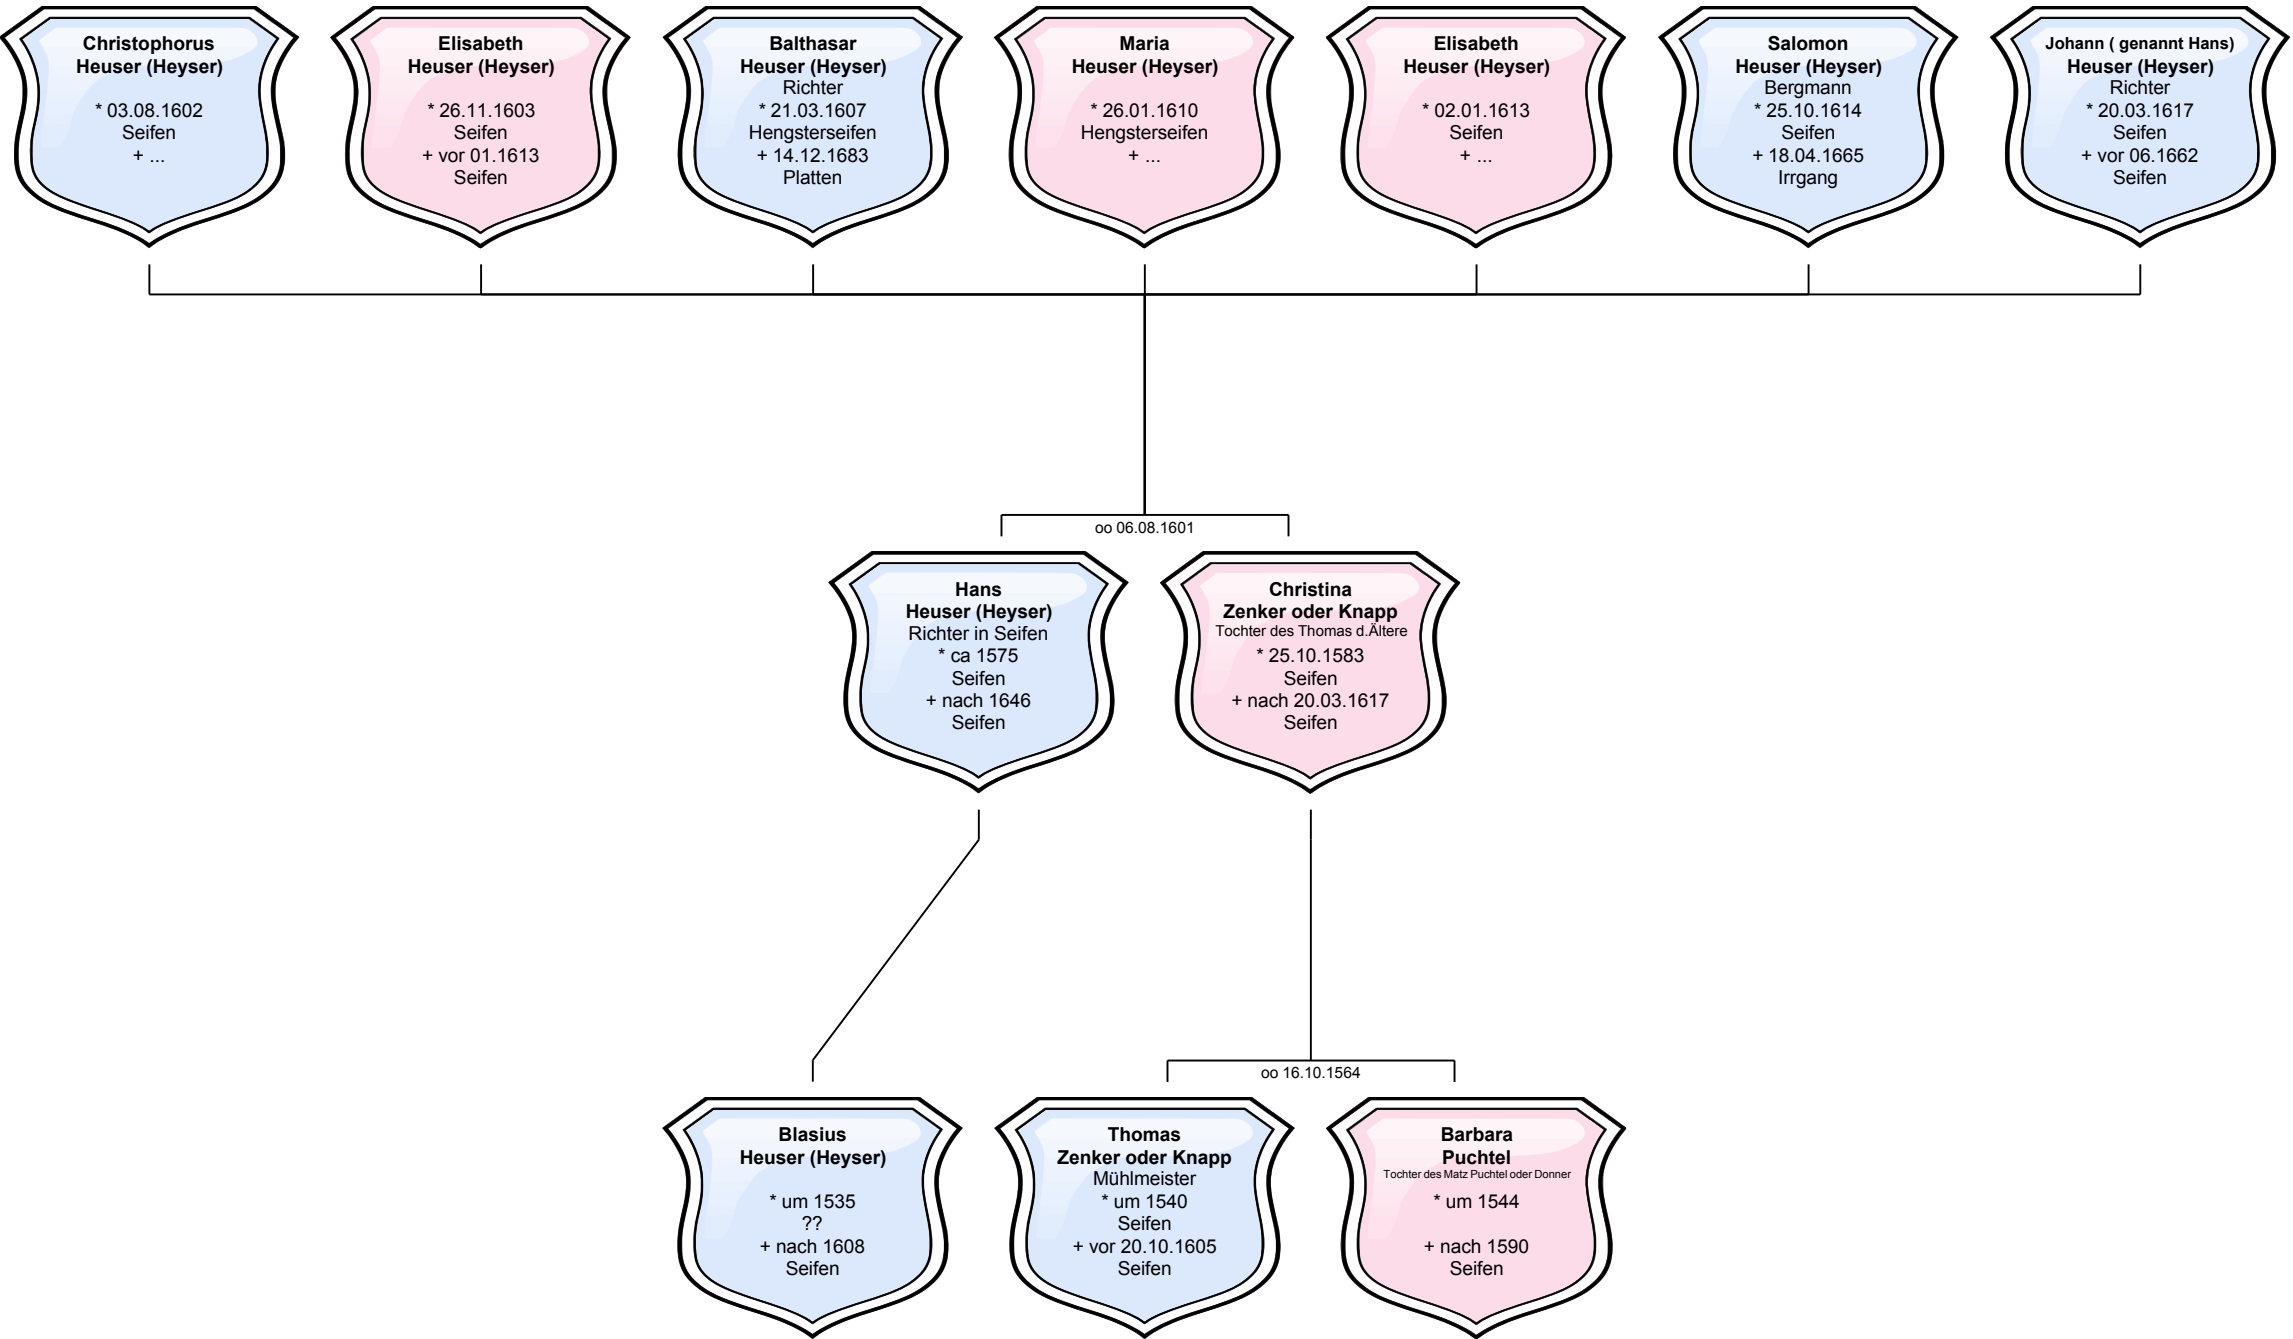 Christophorus
Heuser (Heyser)
* 03.08.1602
Seifen
+ ...
Elisabeth
Heuser (Heyser)
* 26.11.1603
Seifen
+ vor 01.1613
Seifen
Balthasar
Heuser (Heyser)
Richter
* 21.03.1607
Hengsterseifen
+ 14.12.1683
Platten
Maria
Heuser (Heyser)
* 26.01.1610
Hengsterseifen
+ ...
Elisabeth
Heuser (Heyser)
* 02.01.1613
Seifen
+ ...
Salomon
Heuser (Heyser)
Bergmann
* 25.10.1614
Seifen
+ 18.04.1665
Irrgang
Johann ( genannt Hans)
Heuser (Heyser)
Richter
* 20.03.1617
Seifen
+ vor 06.1662
Seifen
oo 06.08.1601
Hans
Heuser (Heyser)
Richter in Seifen
* ca 1575
Seifen
+ nach 1646
Seifen
Christina
Zenker oder Knapp
Tochter des Thomas d.Ältere
* 25.10.1583
Seifen
+ nach 20.03.1617
Seifen
oo 16.10.1564
Blasius
Heuser (Heyser)
* um 1535
??
+ nach 1608
Seifen
Thomas
Zenker oder Knapp
Mühlmeister
* um 1540
Seifen
+ vor 20.10.1605
Seifen
Barbara
Puchtel
Tochter des Matz Puchtel oder Donner
* um 1544
+ nach 1590
Seifen